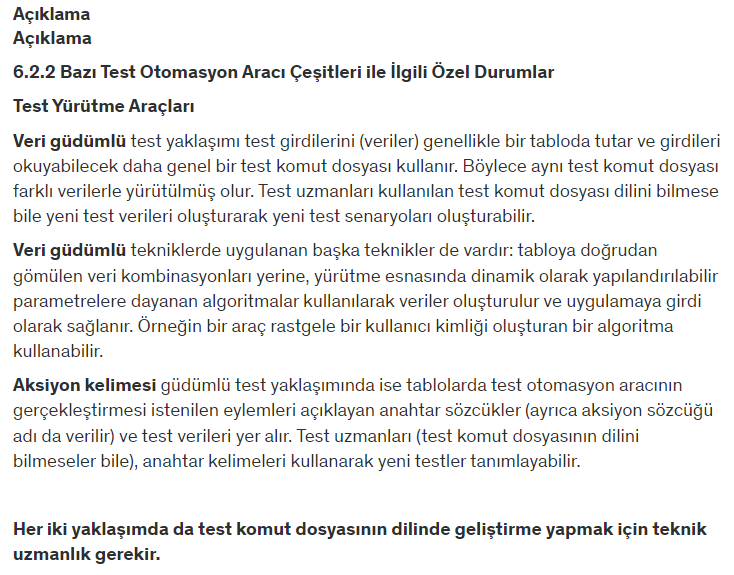 Açıklama
Açıklama
6.2.2 Bazı Test Otomasyon Aracı Çeşitleri ile İlgili Özel Durumlar
Test Yürütme Araçları
Veri güdümlü test yaklaşımı test girdilerini (veriler) genellikle bir tabloda tutar ve girdileri
okuyabilecek daha genel bir test komut dosyası kullanır. Böylece aynı test komut dosyası
farklı verilerle yürütülmüş olur. Test uzmanları kullanılan test komut dosyası dilini bilmese
bile yeni test verileri oluşturarak yeni test senaryoları oluşturabilir.
Veri güdümlü tekniklerde uygulanan başka teknikler de vardır: tabloya doğrudan
gömülen veri kombinasyonları yerine, yürütme esnasında dinamik olarak yapılandırılabilir
parametrelere dayanan algoritmalar kullanılarak veriler oluşturulur ve uygulamaya girdi
olarak sağlanır. Örneğin bir araç rastgele bir kullanıcı kimliği oluşturan bir algoritma
kullanabilir.
Aksiyon kelimesi güdümlü test yaklaşımında ise tablolarda test otomasyon aracının
gerçekleştirmesi istenilen eylemleri açıklayan anahtar sözcükler (ayrıca aksiyon sözcüğü
adı da verilir) ve test verileri yer alır. Test uzmanları (test komut dosyasının dilini
bilmeseler bile), anahtar kelimeleri kullanarak yeni testler tanımlayabilir.
Her iki yaklaşımda da test komut dosyasının dilinde geliştirme yapmak için teknik
uzmanlık gerekir.